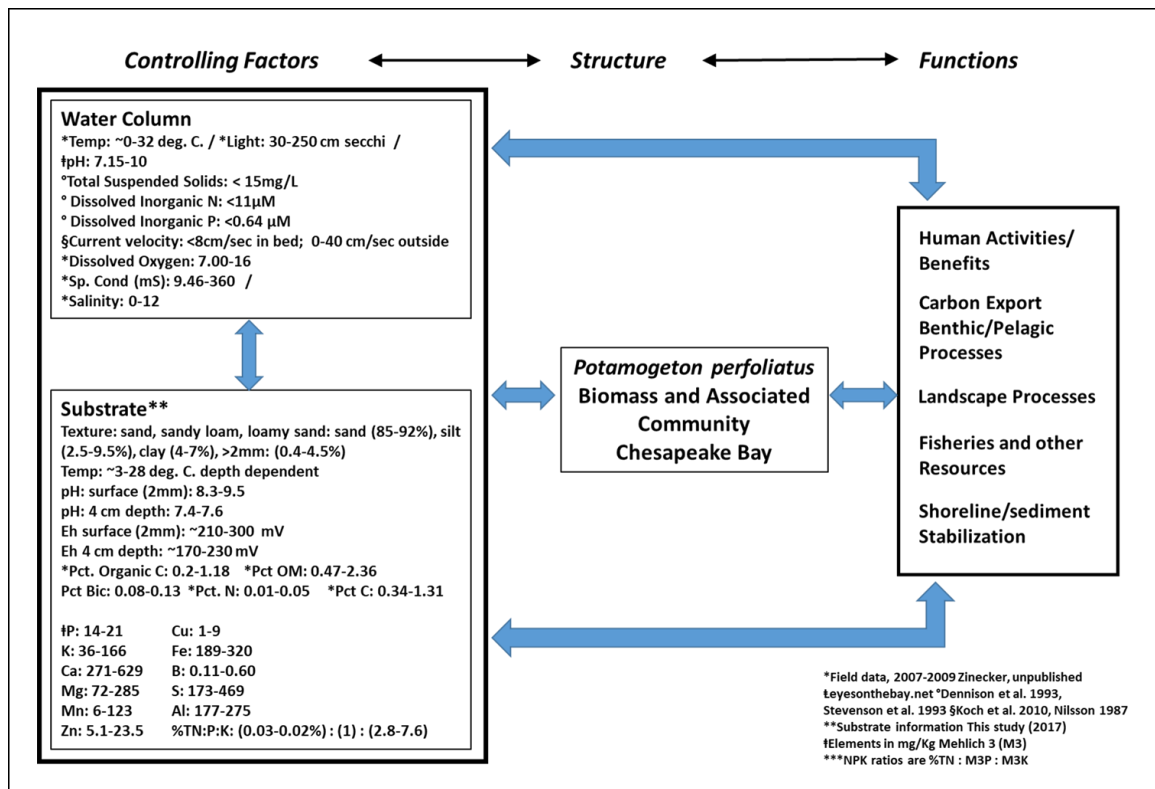 Controlling Factors
Structure
Functions
Water Column
*Temp: ~0-32 deg. C. / *Light: 30-250 cm secchi /
ƚpH: 7.15-10
°Total Suspended Solids: < 15mg/L
° Dissolved Inorganic N: <11µM
° Dissolved Inorganic P: <0.64 µM
§Current velocity: <8cm/sec in bed; 0-40 cm/sec outside
*Dissolved Oxygen: 7.00-16
*Sp. Cond (mS): 9.46-360 /
*Salinity: 0-12
Substrate**
Texture: sand, sandy loam, loamy sand: sand (85-92%), silt
(2.5-9.5%), clay (4-7%), >2mm: (0.4-4.5%)
Temp: ~3-28 deg. C. depth dependent
pH: surface (2mm): 8.3-9.5
pH: 4 cm depth: 7.4-7.6
Eh surface (2mm): ~210-300 mV
Eh 4 cm depth: ~170-230 mV
*Pct. Organic C: 0.2-1.18 *Pct OM: 0.47-2.36
Pct Bic: 0.08-0.13 *Pct. N: 0.01-0.05 *Pct C: 0.34-1.31
ƚP: 14-21 Cu: 1-9
K: 36-166 Fe: 189-320
Ca: 271-629 B: 0.11-0.60
Mg: 72-285 S: 173-469
Mn: 6-123 Al: 177-275
Zn: 5.1-23.5 %TN:P:K: (0.03-0.02%) : (1) : (2.8-7.6)
Potamogeton perfoliatus
Biomass and Associated
Community
Chesapeake Bay
Human Activities/
Benefits
Carbon Export
Benthic/Pelagic
Processes
Landscape Processes
Fisheries and other
Resources
Shoreline/sediment
Stabilization
*Field data, 2007-2009 Zinecker, unpublished
Ɫeyesonthebay.net °Dennison et al. 1993,
Stevenson et al. 1993 §Koch et al. 2010, Nilsson 1987
**Substrate information This study (2017)
ƚElements in mg/Kg Mehlich 3 (M3)
***NPK ratios are %TN : M3P : M3K